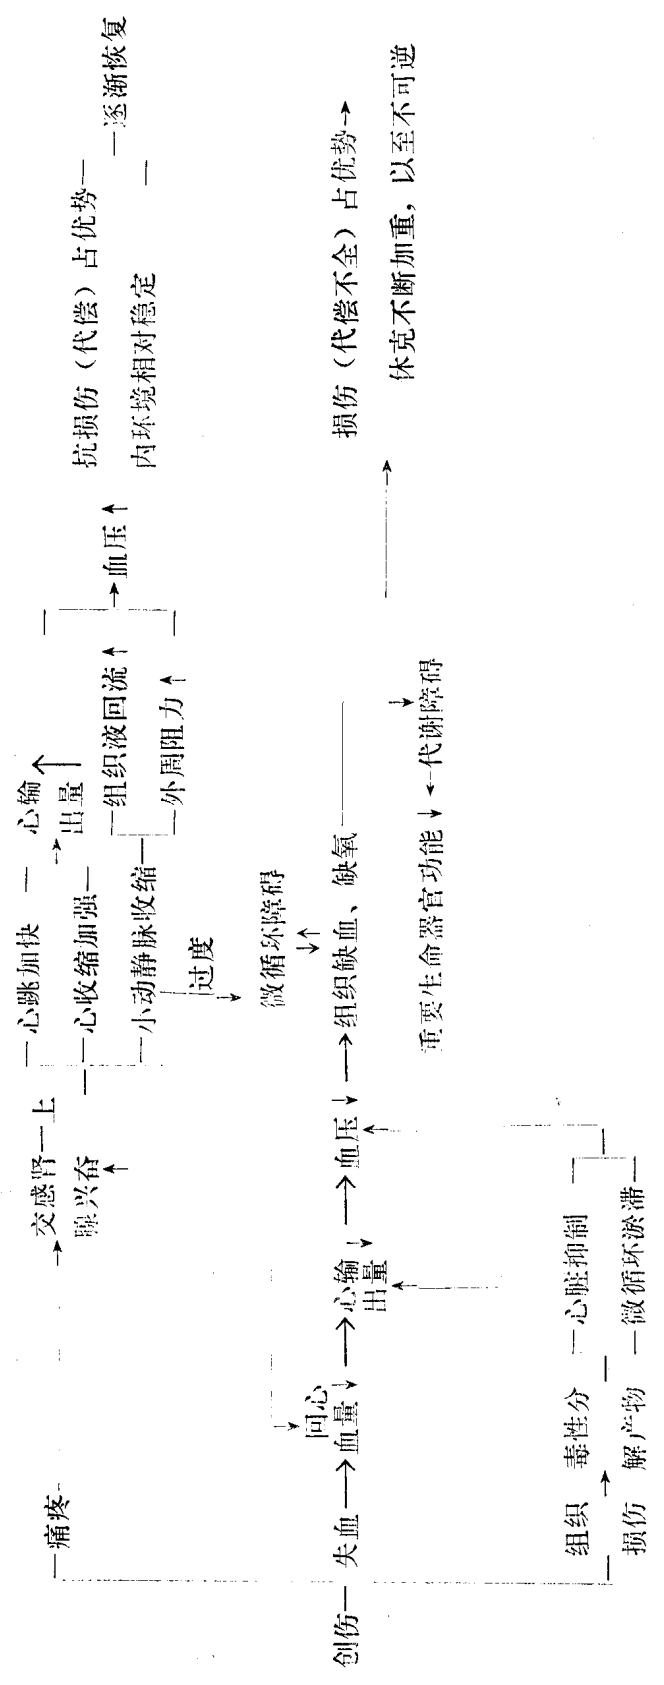 创伤
痛疼
失血
组织
损伤
毒性分
解产物
回心
血量↓
心输
出量↓
血压↓
组织缺血、缺氧
心脏抑制
微循环淤滞
交感肾—上
腺兴奋
心跳加快
心收缩加强
小动静脉收缩
过度
微循环障碍
心输
出量↑
组织液回流↑
外周阻力↑
血压↑
抗损伤（代偿）占优势
内环境相对稳定
逐渐恢复
重要生命器官功能↓
代谢障碍
损伤（代偿不全）占优势→
休克不断加重，以至不可逆